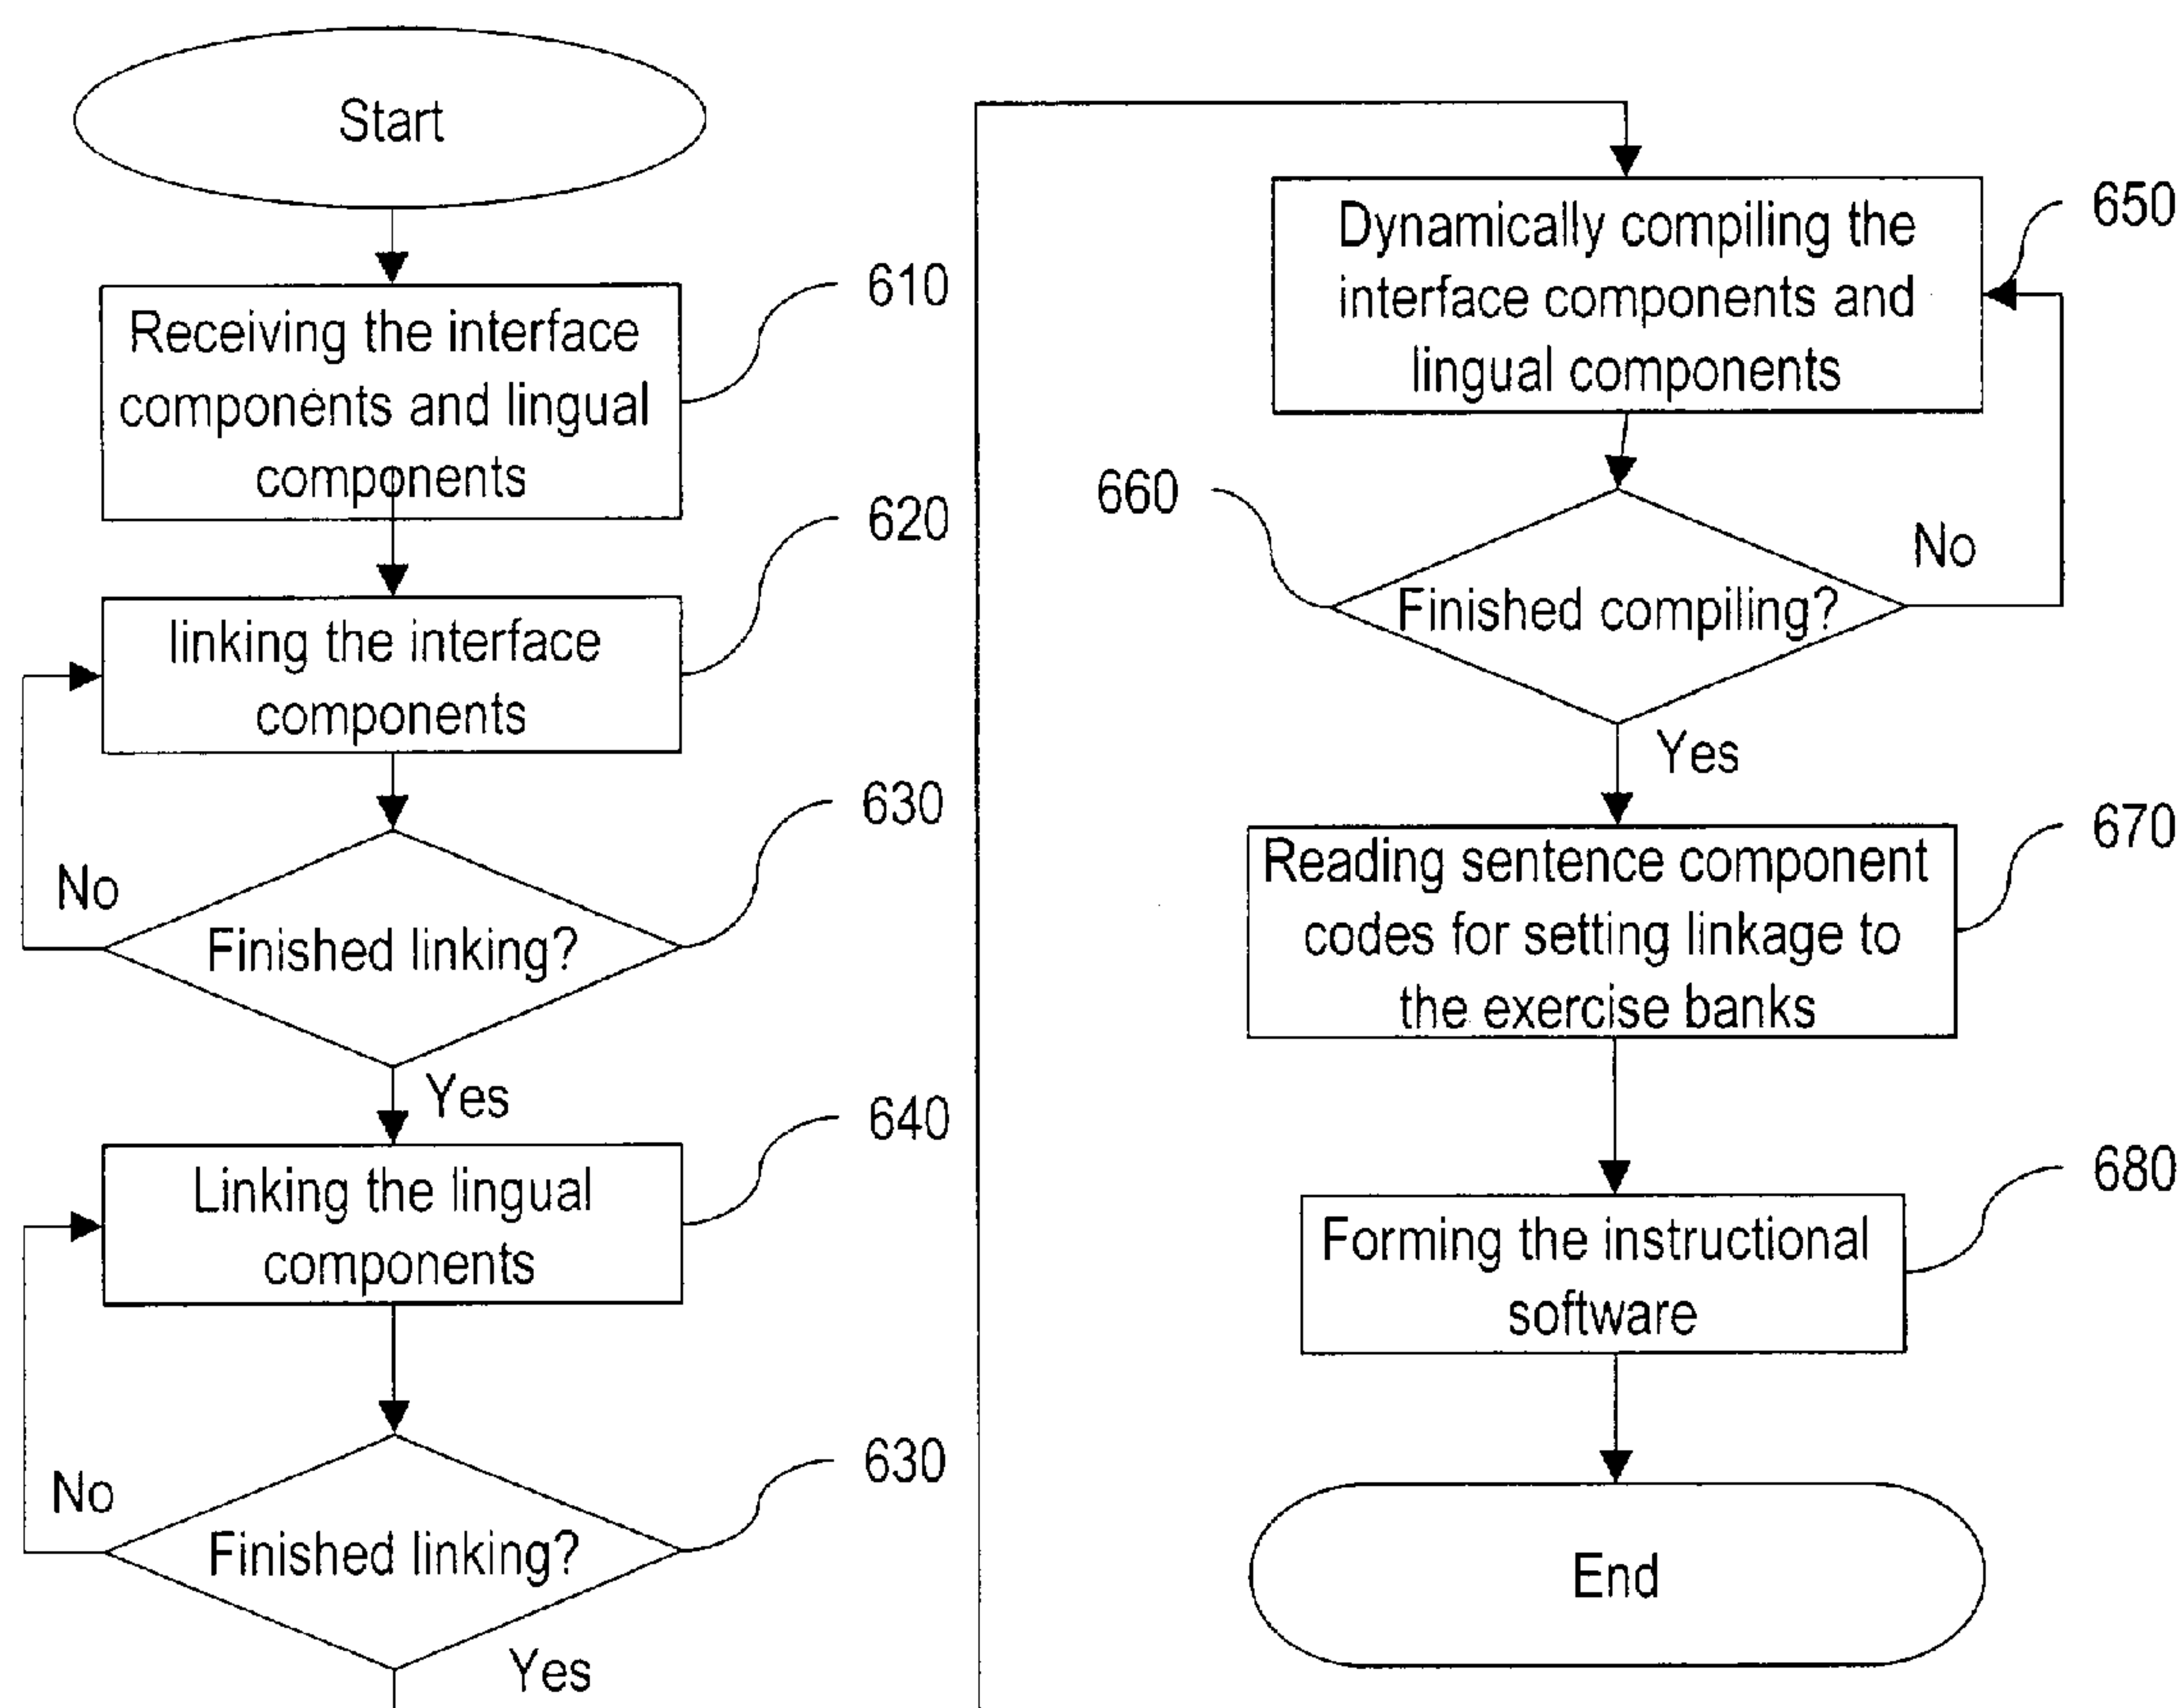 Start
610
Receiving the interface
components and lingual
components
620
linking the interface
components
630
No
Finished linking?
Yes
640
Linking the lingual
components
630
No
Finished linking?
Yes
650
Dynamically compiling the
interface components and
lingual components
660
No
Finished compiling?
Yes
670
Reading sentence component
codes for setting linkage to
the exercise banks
680
Forming the instructional
software
End